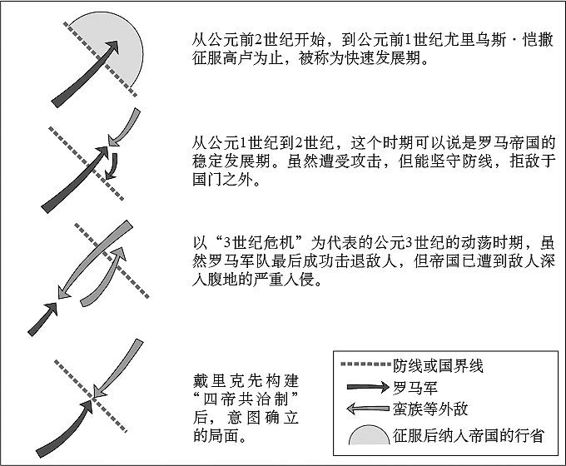 从公元前2世纪开始，到公元前1世纪尤里乌斯·恺撒
征服高卢为止，被称为快速发展期。
从公元1世纪到2世纪，这个时期可以说是罗马帝国的
稳定发展期。虽然遭受攻击，但能坚守防线，拒敌于
国门之外。
以“3世纪危机”为代表的公元3世纪的动荡时期，虽
然罗马军队最后成功击退敌人，但帝国已遭到敌人深
入腹地的严重入侵。
戴里克先构建
“四帝共治制”
后，意图确立
的局面。
防线或国界线
罗马军
蛮族等外敌
征服后纳入帝国的行省